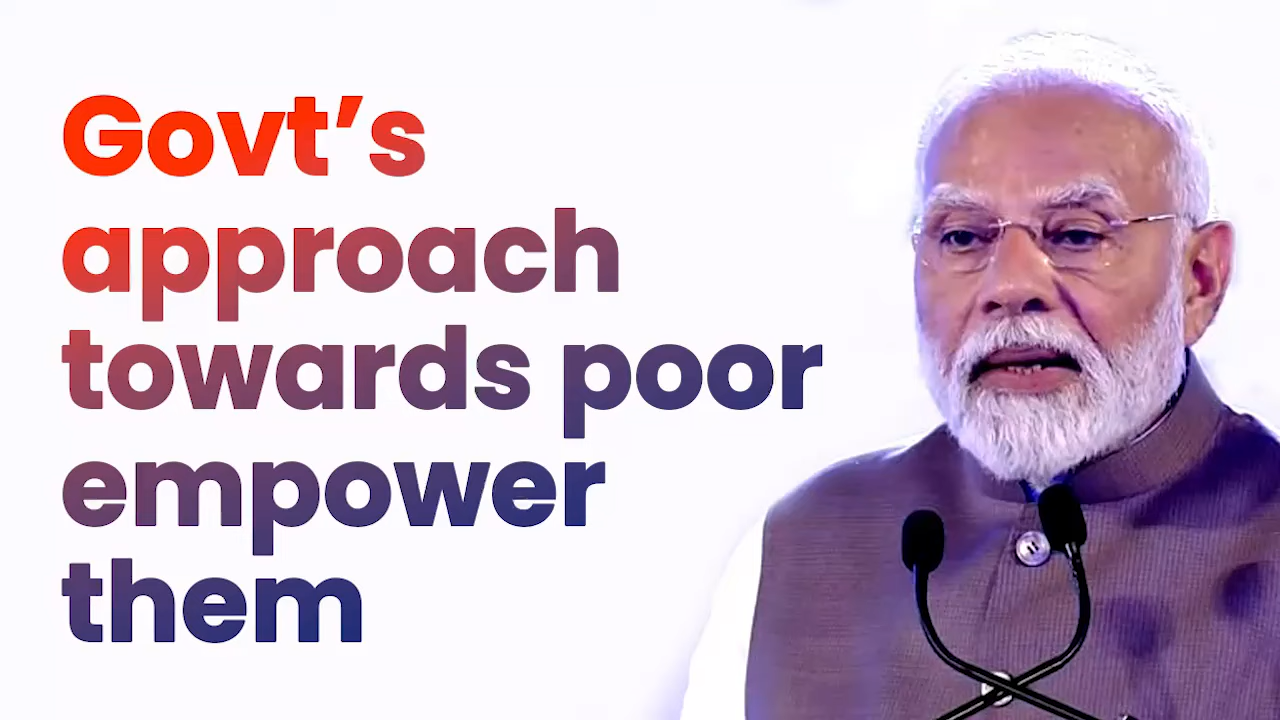 Govt’s
approach
towards poor
empower
them